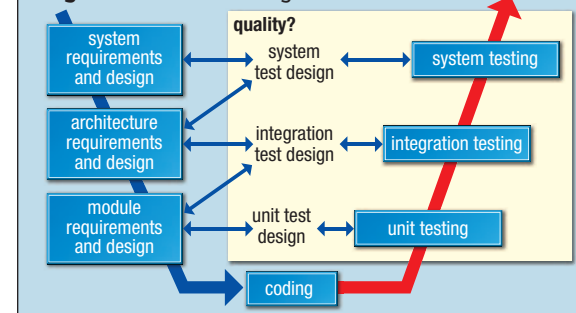 quality?
system
requirements
and design
system
test design
system testing
architecture
requirements
and design
integration
test design
integration testing
module
requirements
and design
unit test
design
unit testing
coding